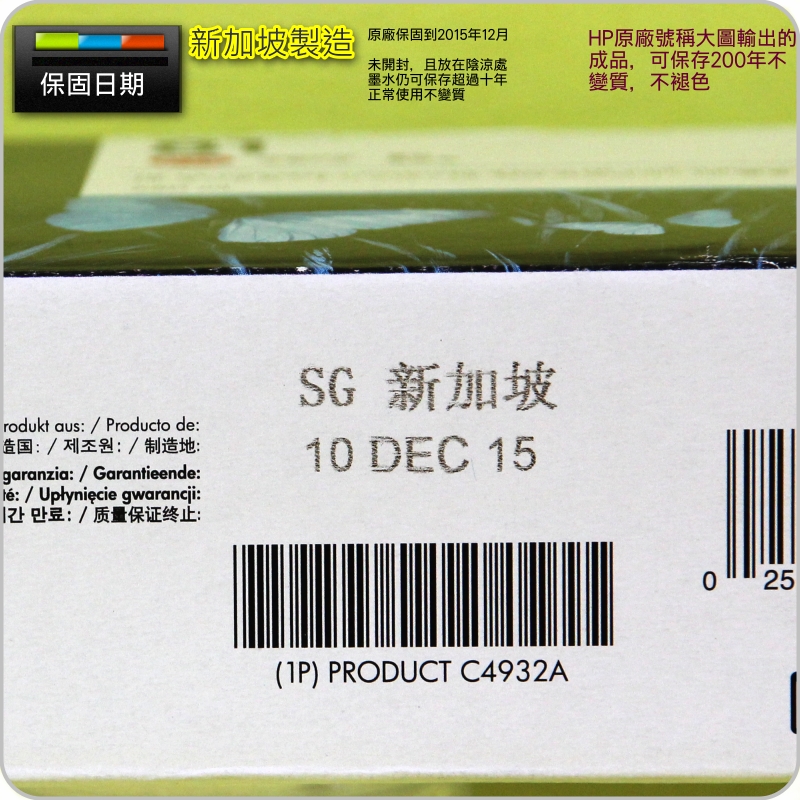 保固日期
新加坡製造
原廠保固到2015年12月
未開封，且放在陰涼處
墨水仍可保存超過十年
正常使用不變質
HP原廠號稱大圖輸出的
成品，可保存200年不
變質，不褪色
SG 新加坡
10 DEC 15
rodukt aus: / Producto de:
造国: / 제조원: / 制造地:
garanzia: / Garantieende:
té: / Upłynięcie gwarancji:
간 만료: / 质量保证终止:
(1P) PRODUCT C4932A
0 25